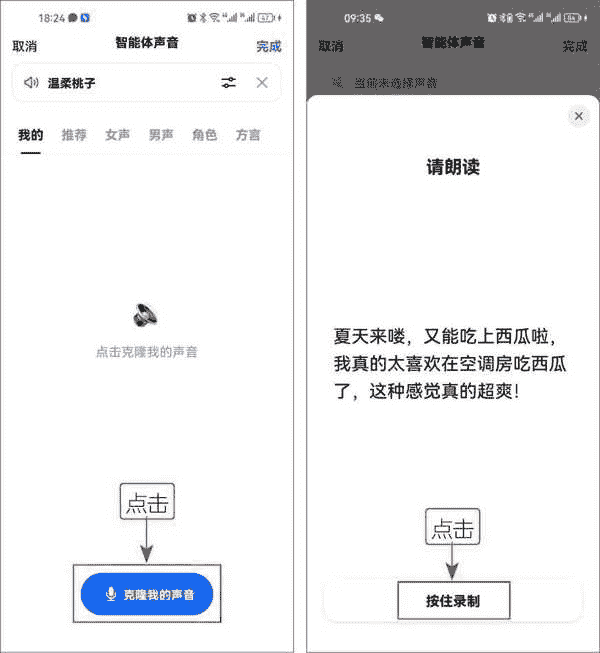 18:24
47
取消
智能体声音
完成
温柔桃子
我的
推荐
女声
男声
角色
方言
点击克隆我的声音
点击
克隆我的声音
09:35
84
取消
智能体声音
完成
当前未选择声音
请朗读
夏天来喽，又能吃上西瓜啦，
我真的太喜欢在空调房吃西瓜
了，这种感觉真的超爽！
点击
按住录制